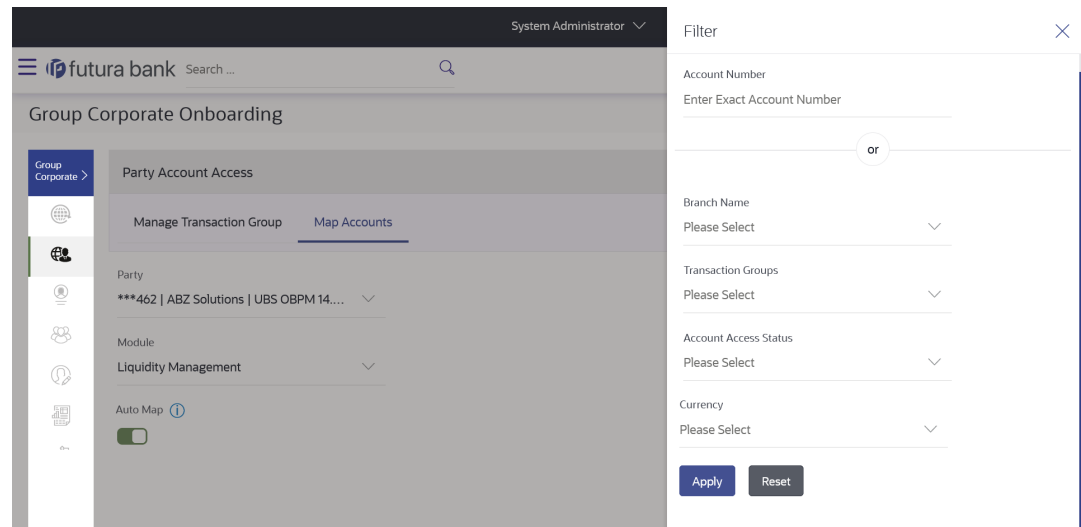 System Administrator
futura bank
Search ...
Group Corporate Onboarding
Group
Corporate
Party Account Access
Manage Transaction Group
Map Accounts
Party
***462 | ABZ Solutions | UBS OBPM 14....
Module
Liquidity Management
Auto Map
Filter
Account Number
Enter Exact Account Number
or
Branch Name
Please Select
Transaction Groups
Please Select
Account Access Status
Please Select
Currency
Please Select
Apply
Reset